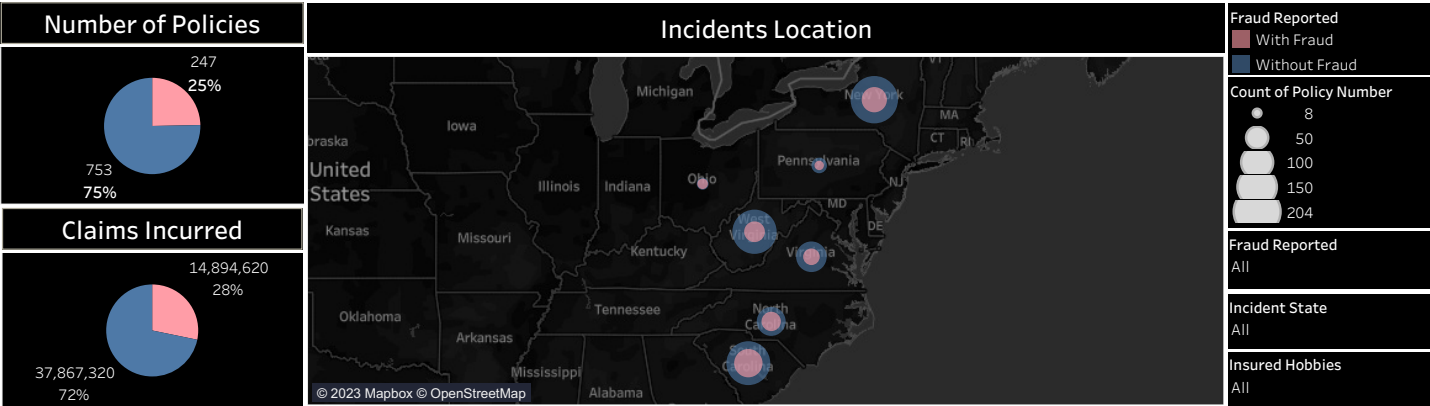 Number of Policies
247
25%
753
75%
Claims Incurred
14,894,620
28%
37,867,320
72%
Incidents Location
VT
Michigan
New York
Iowa
MA
braska
CT
RI
Pennsylvania
United
States
Ohio
Illinois
Indiana
NJ
MD
West
Virginia
DE
Kansas
Missouri
Kentucky
Virginia
Tennessee
North
Carolina
Oklahoma
Arkansas
South
Carolina
Mississippi
Alabama
© 2023 Mapbox © OpenStreetMap
Fraud Reported
With Fraud
Without Fraud
Count of Policy Number
8
50
100
150
204
Fraud Reported
All
Incident State
All
Insured Hobbies
All